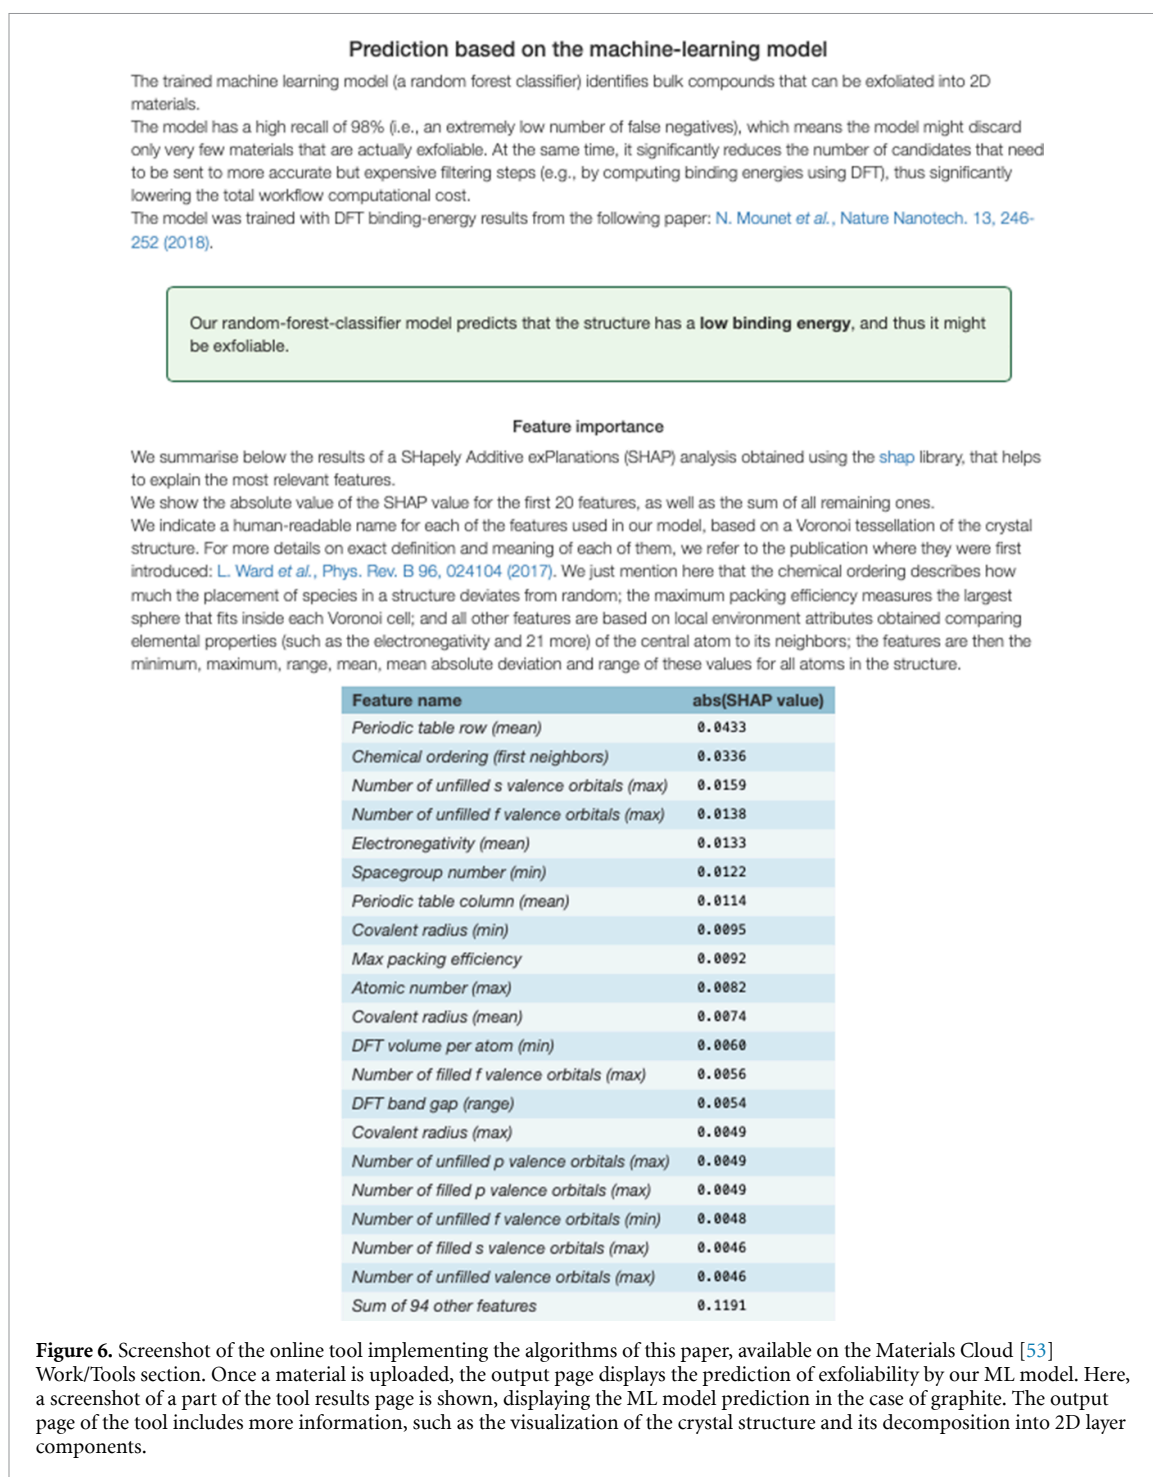 Prediction based on the machine-learning model
The trained machine learning model (a random forest classifier) identifies bulk compounds that can be exfoliated into 2D
materials.
The model has a high recall of 98% (i.e., an extremely low number of false negatives), which means the model might discard
only very few materials that are actually exfoliable. At the same time, it significantly reduces the number of candidates that need
to be sent to more accurate but expensive filtering steps (e.g., by computing binding energies using DFT), thus significantly
lowering the total workflow computational cost.
The model was trained with DFT binding-energy results from the following paper: N. Mounet et al., Nature Nanotech. 13, 246-
252 (2018).
Our random-forest-classifier model predicts that the structure has a low binding energy, and thus it might
be exfoliable.
Feature importance
We summarise below the results of a SHapely Additive exPlanations (SHAP) analysis obtained using the shap library, that helps
to explain the most relevant features.
We show the absolute value of the SHAP value for the first 20 features, as well as the sum of all remaining ones.
We indicate a human-readable name for each of the features used in our model, based on a Voronoi tessellation of the crystal
structure. For more details on exact definition and meaning of each of them, we refer to the publication where they were first
introduced: L. Ward et al., Phys. Rev. B 96, 024104 (2017). We just mention here that the chemical ordering describes how
much the placement of species in a structure deviates from random; the maximum packing efficiency measures the largest
sphere that fits inside each Voronoi cell; and all other features are based on local environment attributes obtained comparing
elemental properties (such as the electronegativity and 21 more) of the central atom to its neighbors; the features are then the
minimum, maximum, range, mean, mean absolute deviation and range of these values for all atoms in the structure.
Feature name abs(SHAP value)
Periodic table row (mean) 0.0433
Chemical ordering (first neighbors) 0.0336
Number of unfilled s valence orbitals (max) 0.0159
Number of unfilled f valence orbitals (max) 0.0138
Electronegativity (mean) 0.0133
Spacegroup number (min) 0.0122
Periodic table column (mean) 0.0114
Covalent radius (min) 0.0095
Max packing efficiency 0.0092
Atomic number (max) 0.0082
Covalent radius (mean) 0.0074
DFT volume per atom (min) 0.0060
Number of filled f valence orbitals (max) 0.0056
DFT band gap (range) 0.0054
Covalent radius (max) 0.0049
Number of unfilled p valence orbitals (max) 0.0049
Number of filled p valence orbitals (max) 0.0049
Number of unfilled f valence orbitals (min) 0.0048
Number of filled s valence orbitals (max) 0.0046
Number of unfilled valence orbitals (max) 0.0046
Sum of 94 other features 0.1191
Figure 6. Screenshot of the online tool implementing the algorithms of this paper, available on the Materials Cloud [53]
Work/Tools section. Once a material is uploaded, the output page displays the prediction of exfoliability by our ML model. Here,
a screenshot of a part of the tool results page is shown, displaying the ML model prediction in the case of graphite. The output
page of the tool includes more information, such as the visualization of the crystal structure and its decomposition into 2D layer
components.